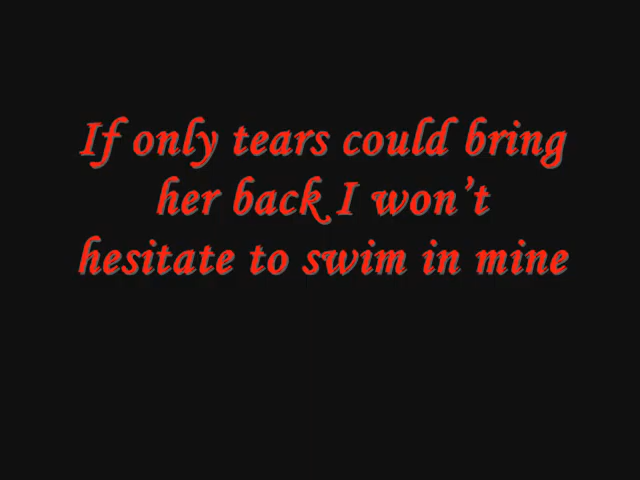 If only tears could bring
her back I won’t
hesitate to swim in mine